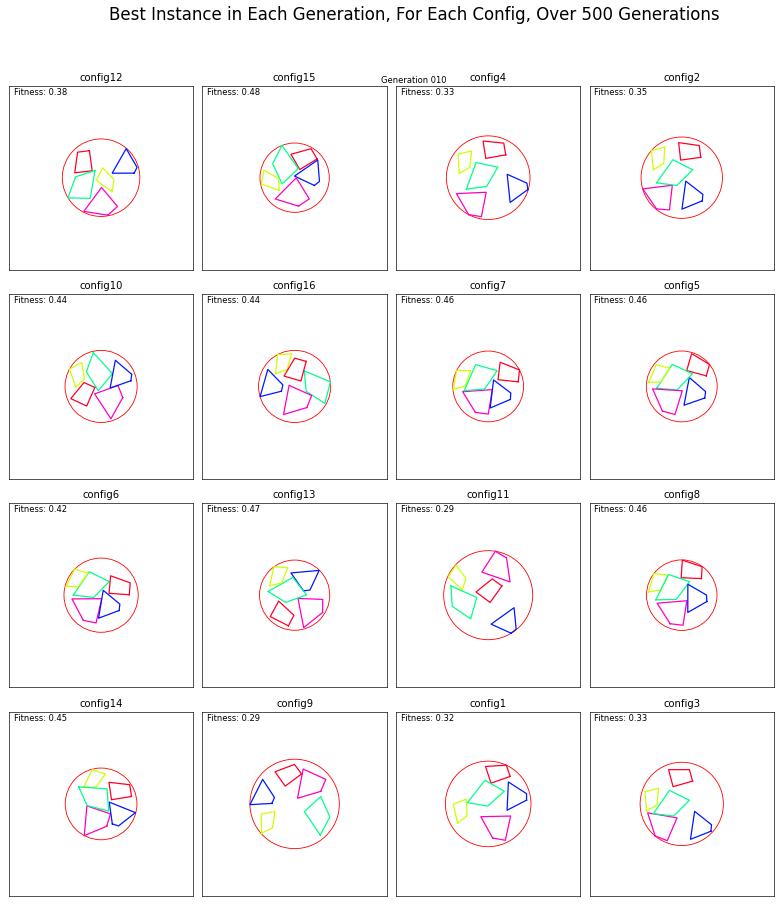 Best Instance in Each Generation, For Each Config, Over 500 Generations
Generation 010
config12
Fitness: 0.38
config15
Fitness: 0.48
config4
Fitness: 0.33
config2
Fitness: 0.35
config10
Fitness: 0.44
config16
Fitness: 0.44
config7
Fitness: 0.46
config5
Fitness: 0.46
config6
Fitness: 0.42
config13
Fitness: 0.47
config11
Fitness: 0.29
config8
Fitness: 0.46
config14
Fitness: 0.45
config9
Fitness: 0.29
config1
Fitness: 0.32
config3
Fitness: 0.33